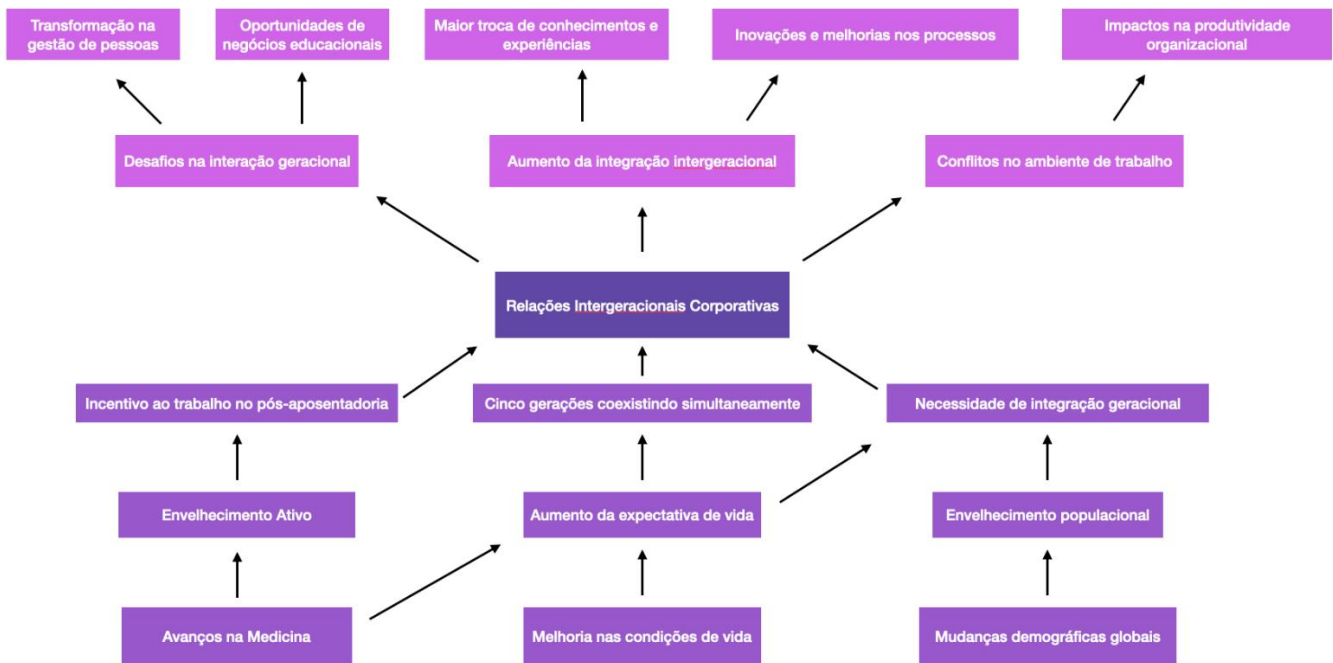 Transformação na
gestão de pessoas
Oportunidades de
negócios educacionais
Maior troca de conhecimentos e
experiências
Inovações e melhorias nos processos
Impactos na produtividade
organizacional
Desafios na interação geracional
Aumento da integração intergeracional
Conflitos no ambiente de trabalho
Relações Intergeracionais Corporativas
Incentivo ao trabalho no pós-aposentadoria
Cinco gerações coexistindo simultaneamente
Necessidade de integração geracional
Envelhecimento Ativo
Aumento da expectativa de vida
Envelhecimento populacional
Avanços na Medicina
Melhoria nas condições de vida
Mudanças demográficas globais